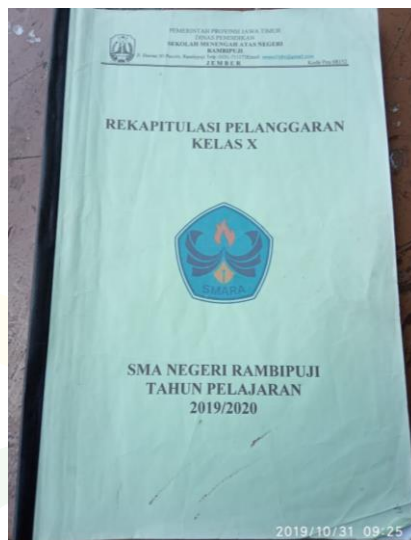 PEMERINTAH PROVINSI JAWA TIMUR
DINAS PENDIDIKAN
SEKOLAH MENENGAH ATAS NEGERI
RAMBIPUJI
JEMBER
REKAPITULASI PELANGGARAN
KELAS X
SMARA
SMA NEGERI RAMBIPUJI
TAHUN PELAJARAN
2019/2020
2019/10/31 09:25